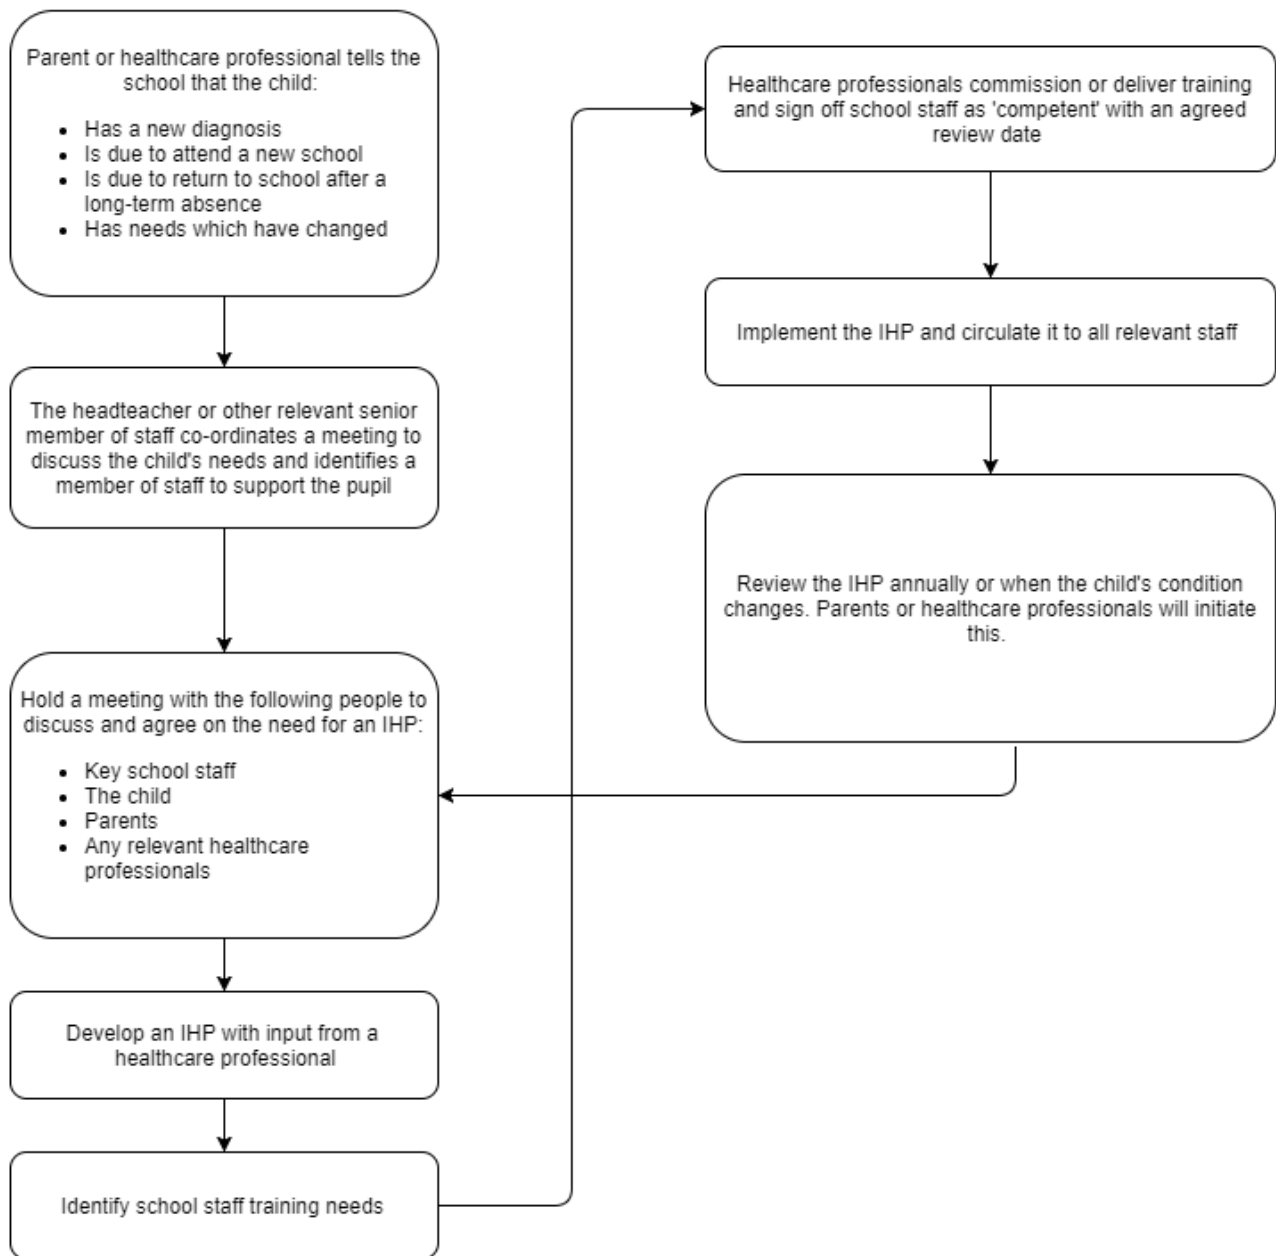 Parent or healthcare professional tells the
school that the child:
• Has a new diagnosis
• Is due to attend a new school
• Is due to return to school after a
long-term absence
• Has needs which have changed
The headteacher or other relevant senior
member of staff co-ordinates a meeting to
discuss the child's needs and identifies a
member of staff to support the pupil
Hold a meeting with the following people to
discuss and agree on the need for an IHP:
• Key school staff
• The child
• Parents
• Any relevant healthcare
professionals
Develop an IHP with input from a
healthcare professional
Identify school staff training needs
Healthcare professionals commission or deliver training
and sign off school staff as 'competent' with an agreed
review date
Implement the IHP and circulate it to all relevant staff
Review the IHP annually or when the child's condition
changes. Parents or healthcare professionals will initiate
this.